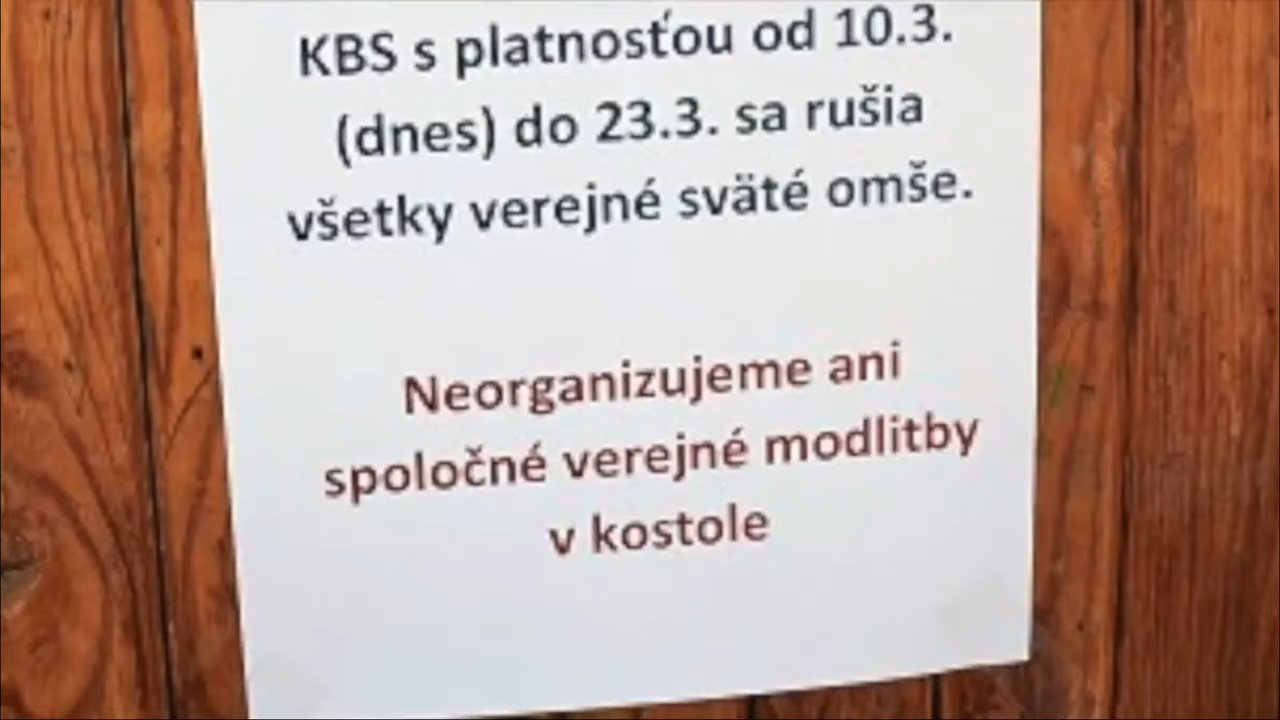 KBS s platnosťou od 10.3.
(dnes) do 23.3. sa rušia
všetky verejné sväté omše.
Neorganizujeme ani
spoločné verejné modlitby
v kostole